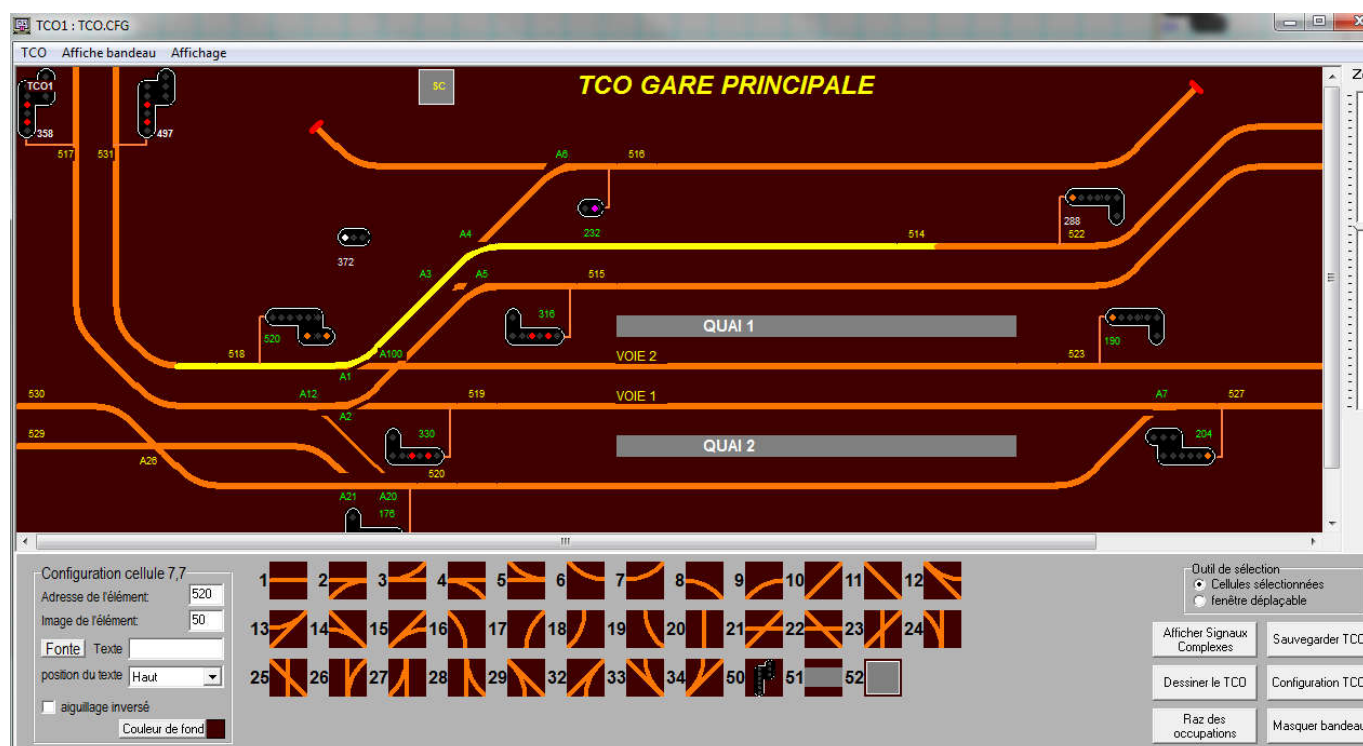 TCO1 : TCO.CFG
TCO Affiche bandeau Affichage
TCO1
SC
TCO GARE PRINCIPALE
358
497
517
531
A6
516
288
232
514
522
A4
372
A3
A5
515
316
520
QUAI 1
190
518
A100
VOIE 2
523
A1
530
A12
519
VOIE 1
A7
527
A2
529
330
QUAI 2
204
A26
520
A21
A20
176
Configuration cellule 7,7
Adresse de l'élément: 520
Image de l'élément: 50
Fonte Texte
position du texte Haut
aiguillage inversé
Couleur de fond
1 2 3 4 5 6 7 8 9 10 11 12
13 14 15 16 17 18 19 20 21 22 23 24
25 26 27 28 29 32 33 34 50 51 52
Outil de sélection
Cellules sélectionnées
fenêtre déplaçable
Afficher Signaux
Complexes
Sauvegarder TCO
Dessiner le TCO
Configuration TCO
Raz des
occupations
Masquer bandeau